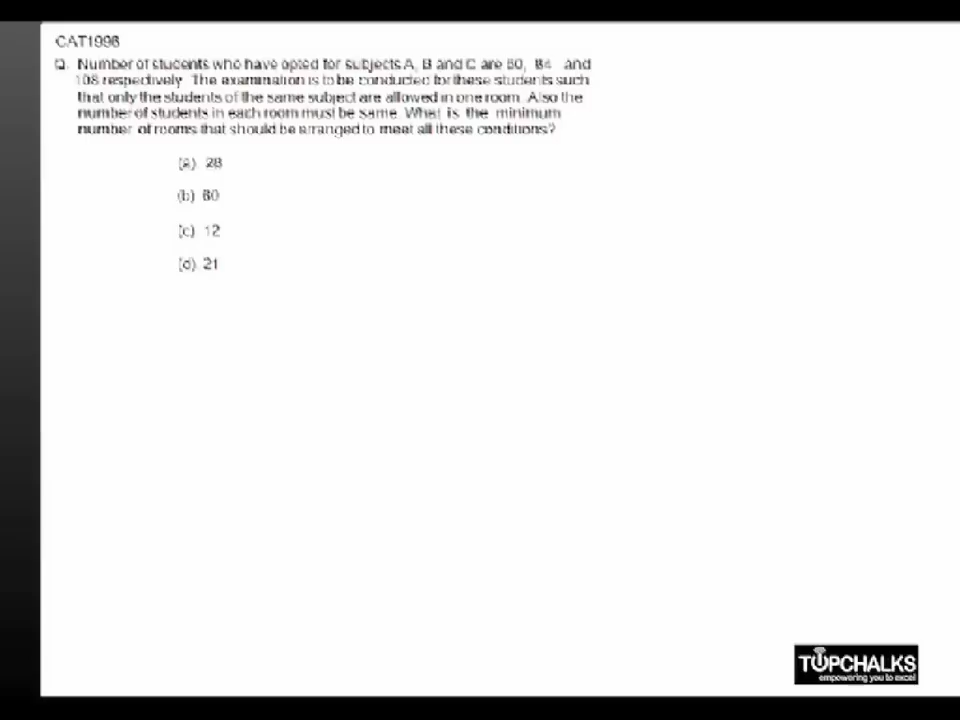 CAT1998
Q. Number of students who have opted for subjects A, B and C are 60, 84 and
108 respectively. The examination is to be conducted for these students such
that only the students of the same subject are allowed in one room. Also the
number of students in each room must be same. What is the minimum
number of rooms that should be arranged to meet all these conditions?
(a) 28
(b) 60
(c) 12
(d) 21
TOPCHALKS
empowering you to excel